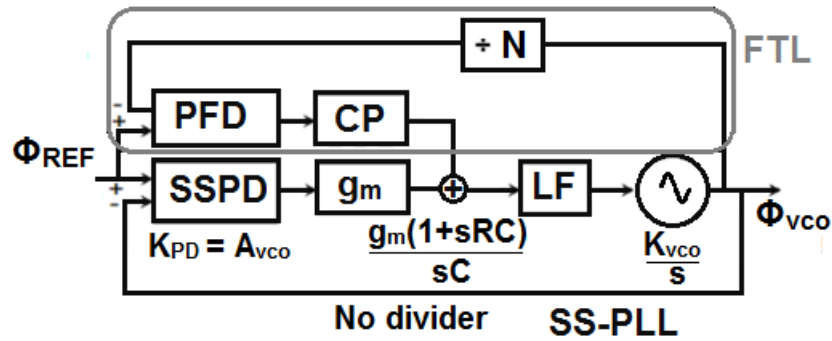 ÷ N
FTL
PFD
CP
ΦREF
SSPD
gm
LF
Φvco
KPD = Avco
gm(1+sRC)
sC
Kvco
s
No divider
SS-PLL